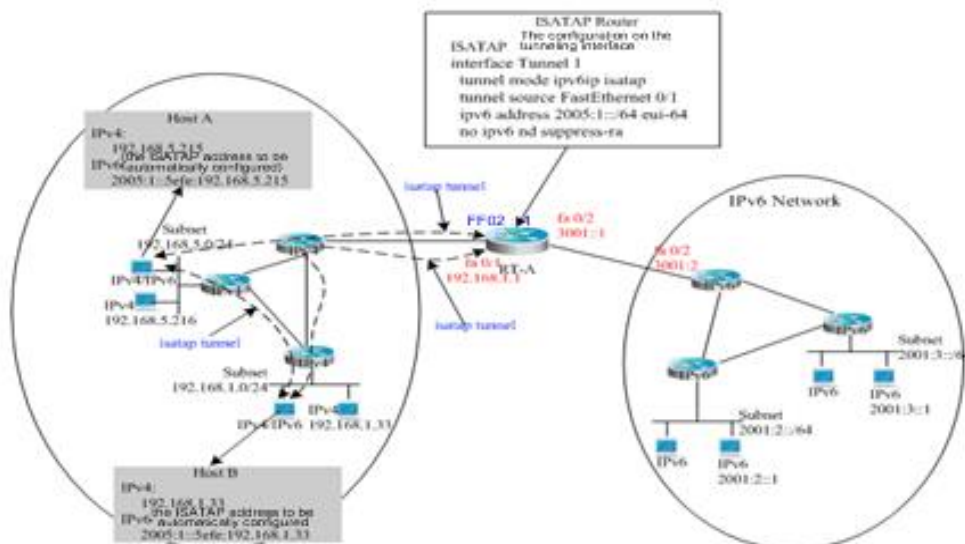 ISATAP Router
ISATAP The configuration on the
tunneling interface
interface Tunnel 1
tunnel mode ipv6ip isatap
tunnel source FastEthernet 0/1
ipv6 address 2005:1::/64 eui-64
no ipv6 nd suppress-ra
Host A
IPv4:
192.168.5.215
IPv6: (the ISATAP address to be
automatically configured)
2005:1::5efe:192.168.5.215
isatap tunnel
Subnet
192.168.5.0/24
IPv4/IPv6
IPv4
192.168.5.216
isatap tunnel
FF02
fa 0/2
3001::1
192.168.1.1
RT-A
isatap tunnel
Subnet
192.168.1.0/24
IPv4/IPv6
IPv4
192.168.1.33
Host B
IPv4:
192.168.1.33
IPv6: the ISATAP address to be
automatically configured
2005:1::5efe:192.168.1.33
IPv6 Network
fa 0/2
3001:2
IPv6
IPv6
IPv6
Subnet
2001:3::/6
IPv6
IPv6
2001:3::1
Subnet
2001:2::/64
IPv6
IPv6
2001:2::1